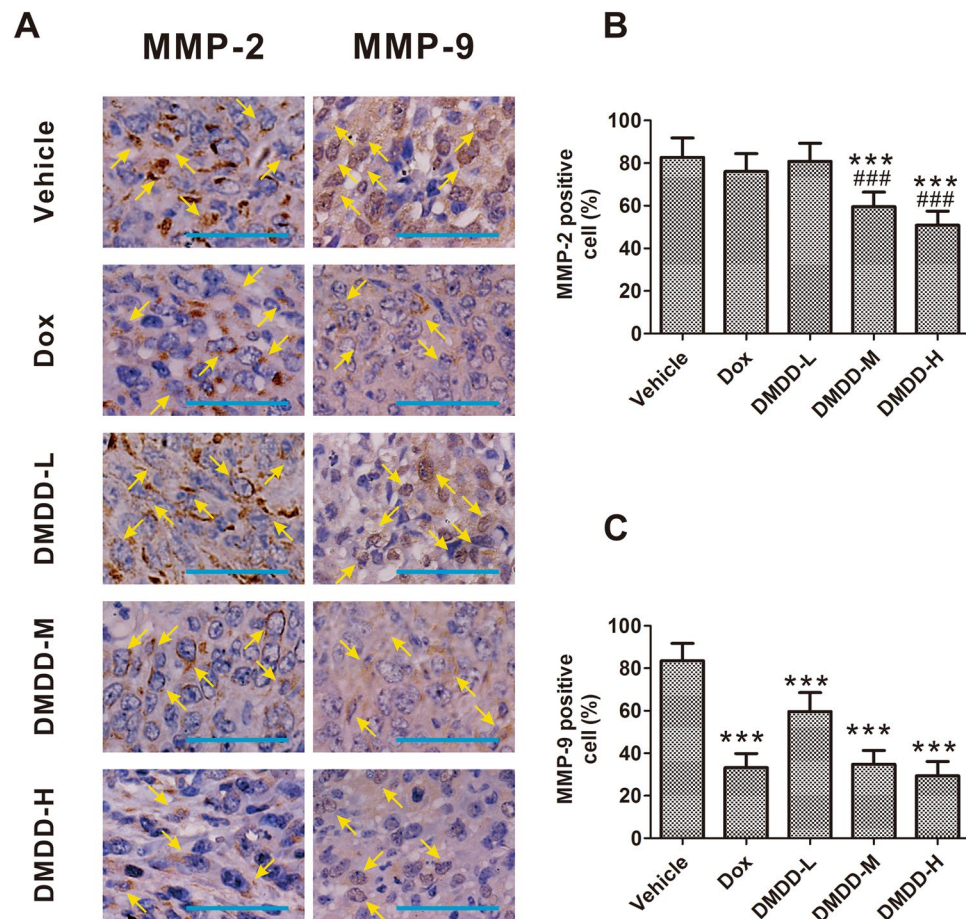 A
MMP-2
MMP-9
Vehicle
Dox
DMDD-L
DMDD-M
DMDD-H
B
MMP-2 positive
cell (%)
100
80
60
40
20
0
***
###
***
###
Vehicle
Dox
DMDD-L
DMDD-M
DMDD-H
C
MMP-9 positive
cell (%)
100
80
60
40
20
0
***
***
***
***
Vehicle
Dox
DMDD-L
DMDD-M
DMDD-H